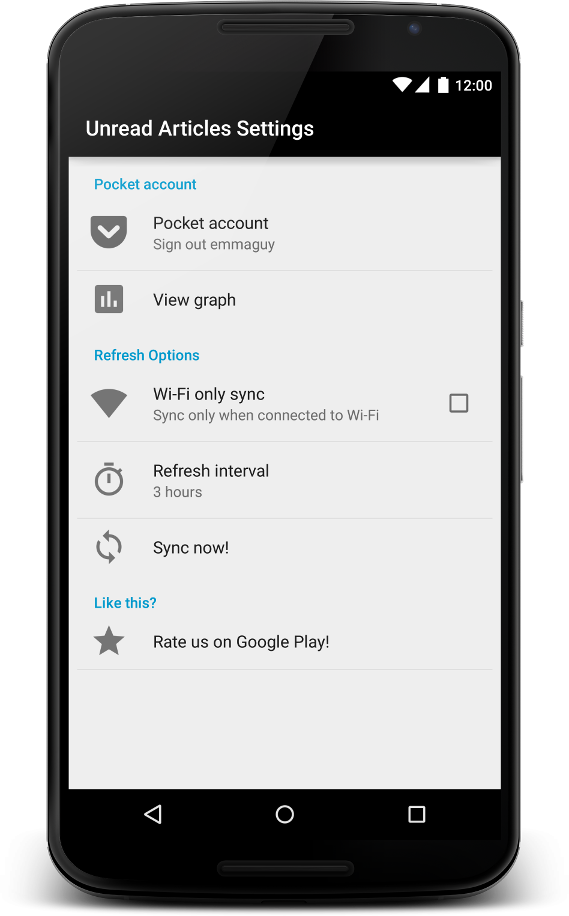 12:00
Unread Articles Settings
Pocket account
Pocket account
Sign out emmaguy
View graph
Refresh Options
Wi-Fi only sync
Sync only when connected to Wi-Fi
Refresh interval
3 hours
Sync now!
Like this?
Rate us on Google Play!